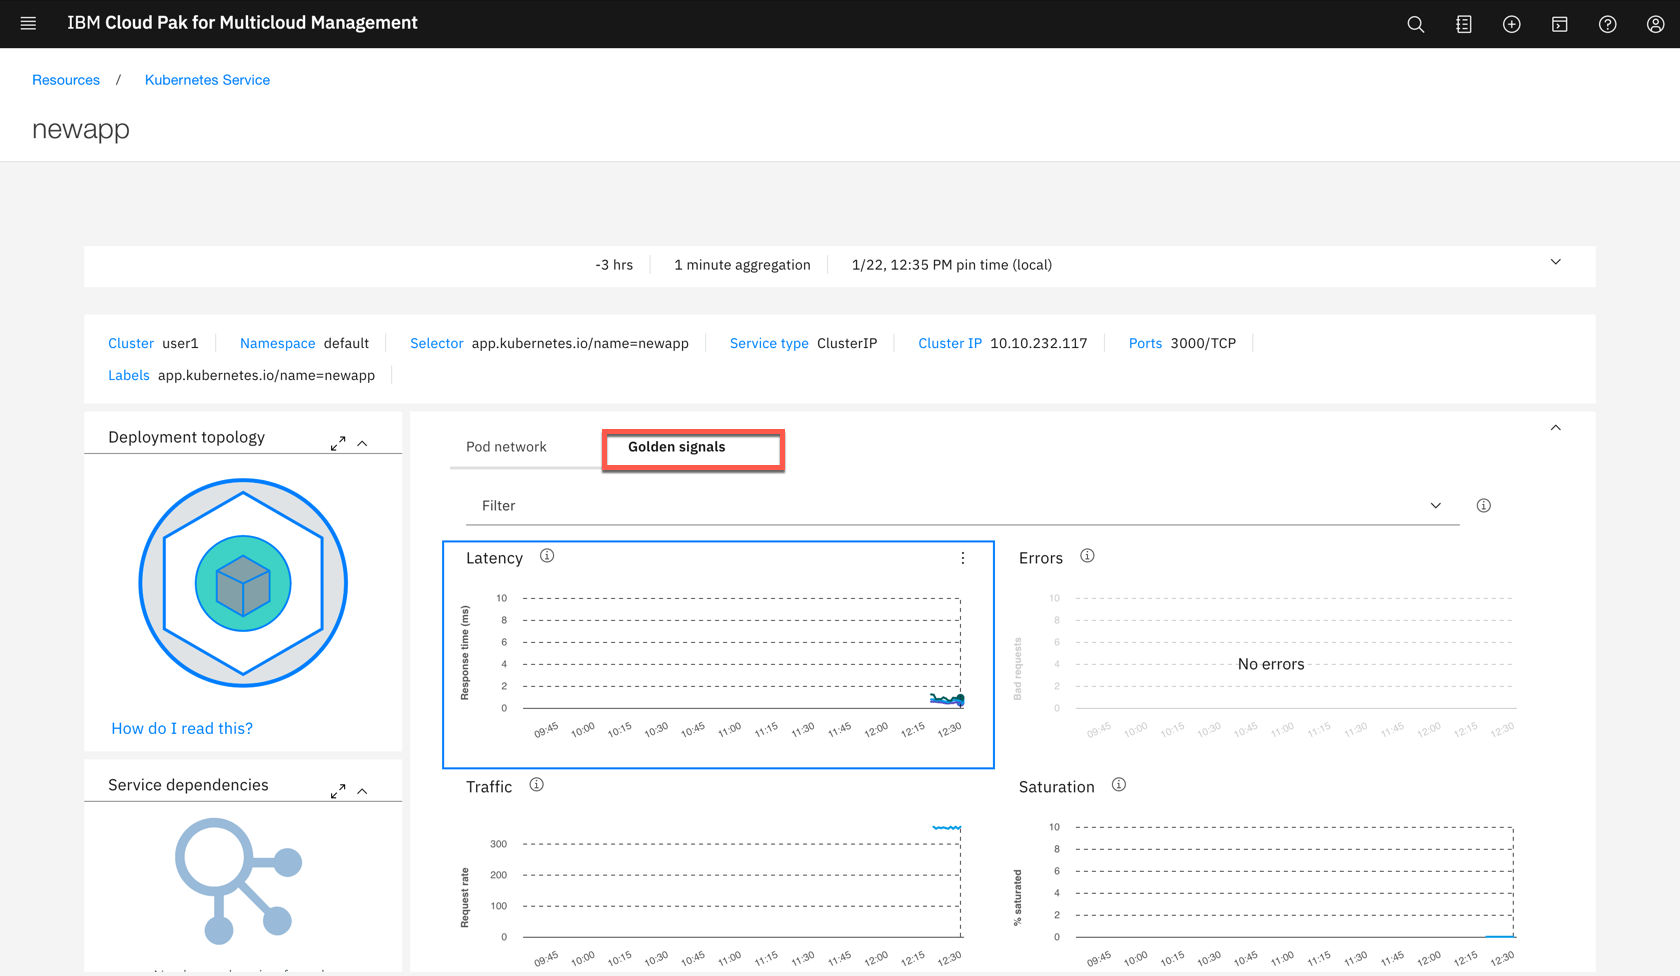 IBM Cloud Pak for Multicloud Management
Resources / Kubernetes Service
newapp
-3 hrs 1 minute aggregation 1/22, 12:35 PM pin time (local)
Cluster user1 Namespace default Selector app.kubernetes.io/name=newapp Service type ClusterIP Cluster IP 10.10.232.117 Ports 3000/TCP
Labels app.kubernetes.io/name=newapp
Deployment topology
How do I read this?
Service dependencies
Pod network Golden signals
Filter
Latency
Response time (ms)
10
8
6
4
2
0
09:45 10:00 10:15 10:30 10:45 11:00 11:15 11:30 11:45 12:00 12:15 12:30
Errors
Bad requests
10
8
6
4
2
0
No errors
09:45 10:00 10:15 10:30 10:45 11:00 11:15 11:30 11:45 12:00 12:15 12:30
Traffic
Request rate
300
200
100
0
09:45 10:00 10:15 10:30 10:45 11:00 11:15 11:30 11:45 12:00 12:15 12:30
Saturation
% saturated
10
8
6
4
2
0
09:45 10:00 10:15 10:30 10:45 11:00 11:15 11:30 11:45 12:00 12:15 12:30